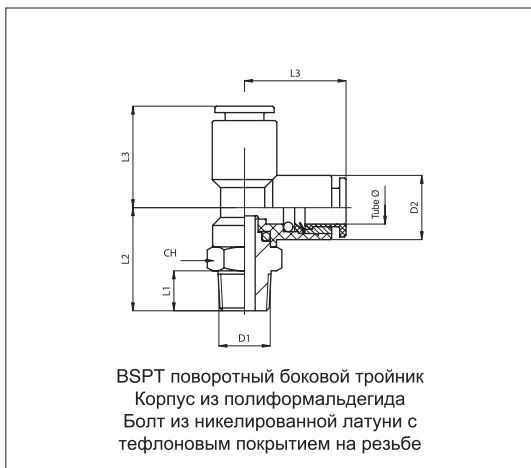 L3
L3
Tube Ø
D2
L2
CH
L1
D1
BSPT поворотный боковой тройник
Корпус из полиформальдегида
Болт из никелированной латуни с
тефлоновым покрытием на резьбе